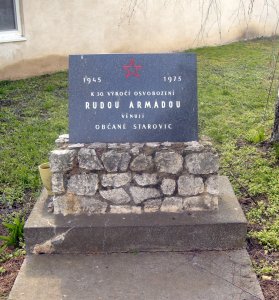 1945 1975
K 30. VÝROČÍ OSVOBOZENÍ
RUDOU ARMÁDOU
VĚNUJÍ
OBČANÉ STAROVIC